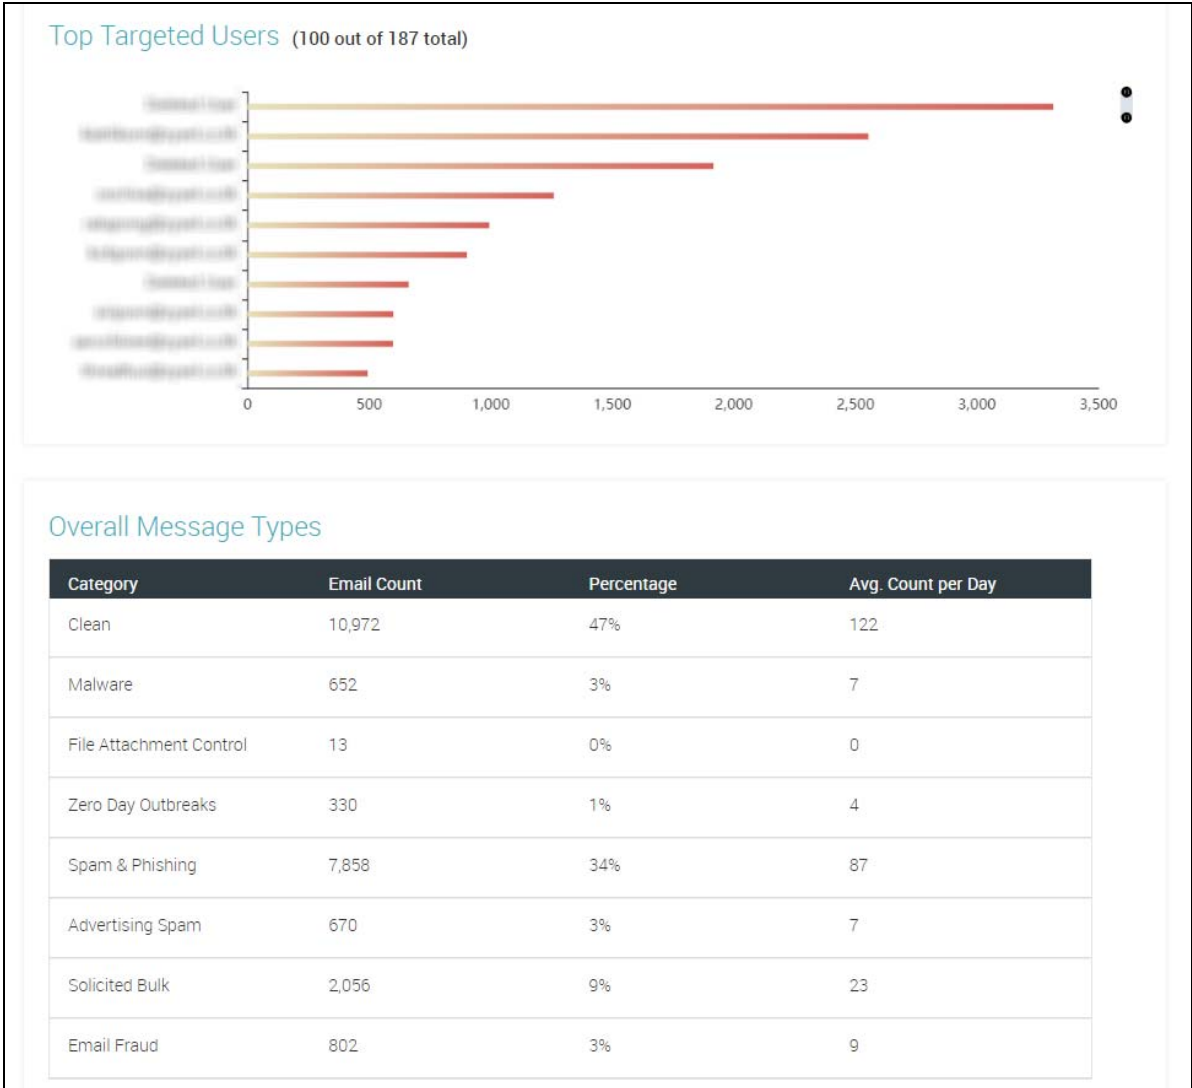 Top Targeted Users (100 out of 187 total)
0 500 1,000 1,500 2,000 2,500 3,000 3,500
Overall Message Types
Category Email Count Percentage Avg. Count per Day
Clean 10,972 47% 122
Malware 652 3% 7
File Attachment Control 13 0% 0
Zero Day Outbreaks 330 1% 4
Spam & Phishing 7,858 34% 87
Advertising Spam 670 3% 7
Solicited Bulk 2,056 9% 23
Email Fraud 802 3% 9